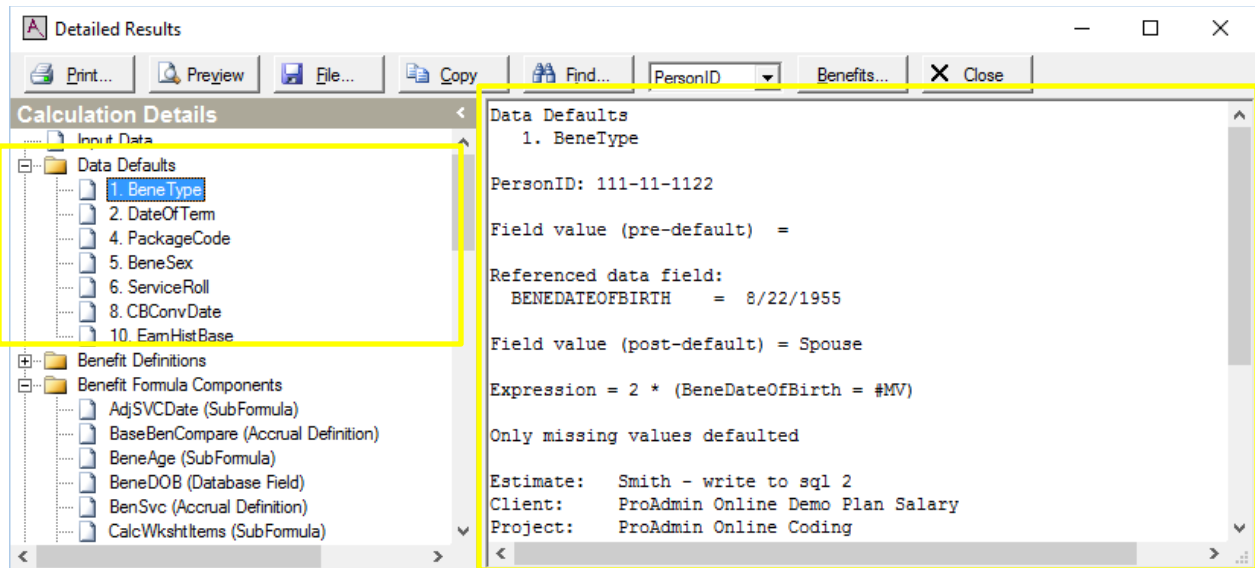 Detailed Results
Print... Preview File... Copy Find... PersonID Benefits... Close
Calculation Details
Input Data
Data Defaults
1. BeneType
2. DateOfTerm
4. PackageCode
5. BeneSex
6. ServiceRoll
8. CBConvDate
10. EarnHistBase
Benefit Definitions
Benefit Formula Components
AdjSVCDate (SubFormula)
BaseBenCompare (Accrual Definition)
BeneAge (SubFormula)
BeneDOB (Database Field)
BenSvc (Accrual Definition)
CalcWkshtItems (SubFormula)
Data Defaults
1. BeneType
PersonID: 111-11-1122
Field value (pre-default) =
Referenced data field:
BENEDATEOFBIRTH = 8/22/1955
Field value (post-default) = Spouse
Expression = 2 * (BeneDateOfBirth = #MV)
Only missing values defaulted
Estimate: Smith - write to sql 2
Client: ProAdmin Online Demo Plan Salary
Project: ProAdmin Online Coding